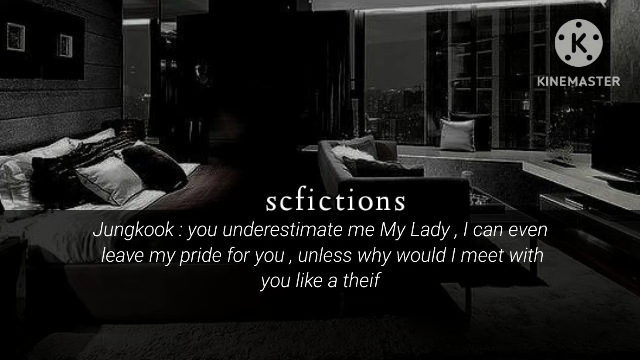 K
KINEMASTER
scfictions
Jungkook : you underestimate me My Lady , I can even
leave my pride for you , unless why would I meet with
you like a theif